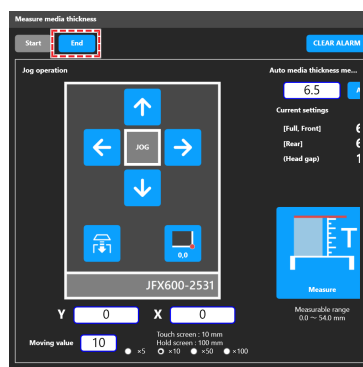 Measure media thickness
Start
End
CLEAR ALARM
Jog operation
Auto media thickness me...
6.5
Current settings
[Full, Front]
[Rear]
(Head gap)
JOG
0,0
JFX600-2531
T
Measure
Y
0
X
0
Measurable range
0.0 ～ 54.0 mm
Moving value
10
Touch screen : 10 mm
Hold screen : 100 mm
×5
×10
×50
×100